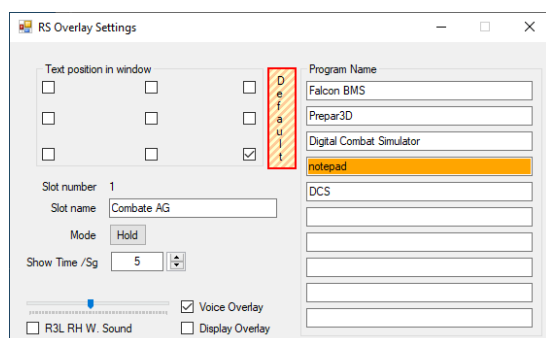 RS Overlay Settings
Text position in window
Default
Slot number 1
Slot name Combate AG
Mode Hold
Show Time /Sg 5
Voice Overlay
R3L RH W. Sound
Display Overlay
Program Name
Falcon BMS
Prepar3D
Digital Combat Simulator
notepad
DCS